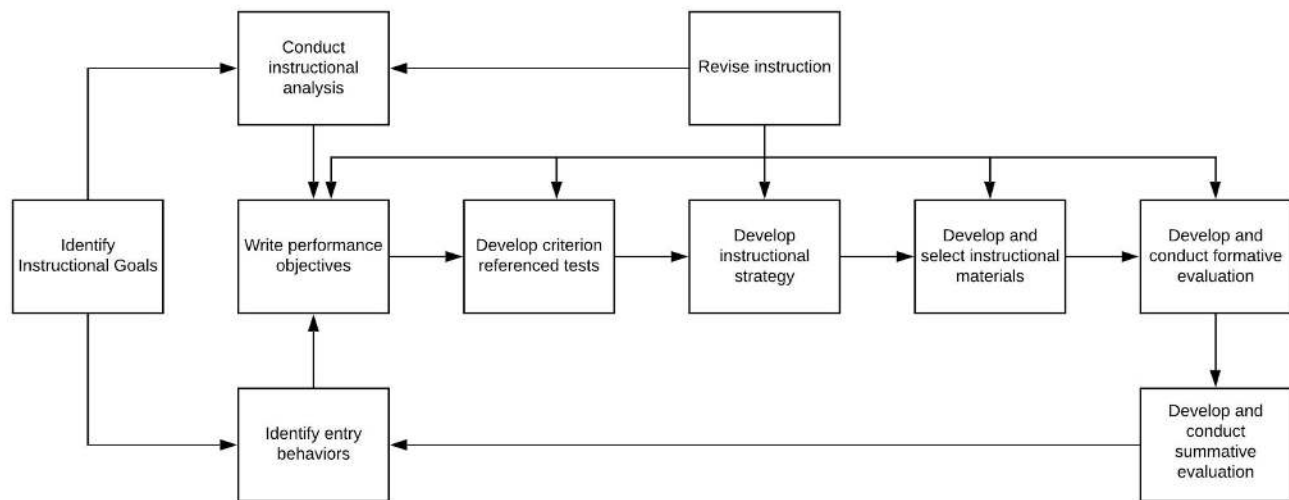 Conduct
instructional
analysis
Revise instruction
Identify
Instructional Goals
Write performance
objectives
Develop criterion
referenced tests
Develop
instructional
strategy
Develop and
select instructional
materials
Develop and
conduct formative
evaluation
Identify entry
behaviors
Develop and
conduct
summative
evaluation